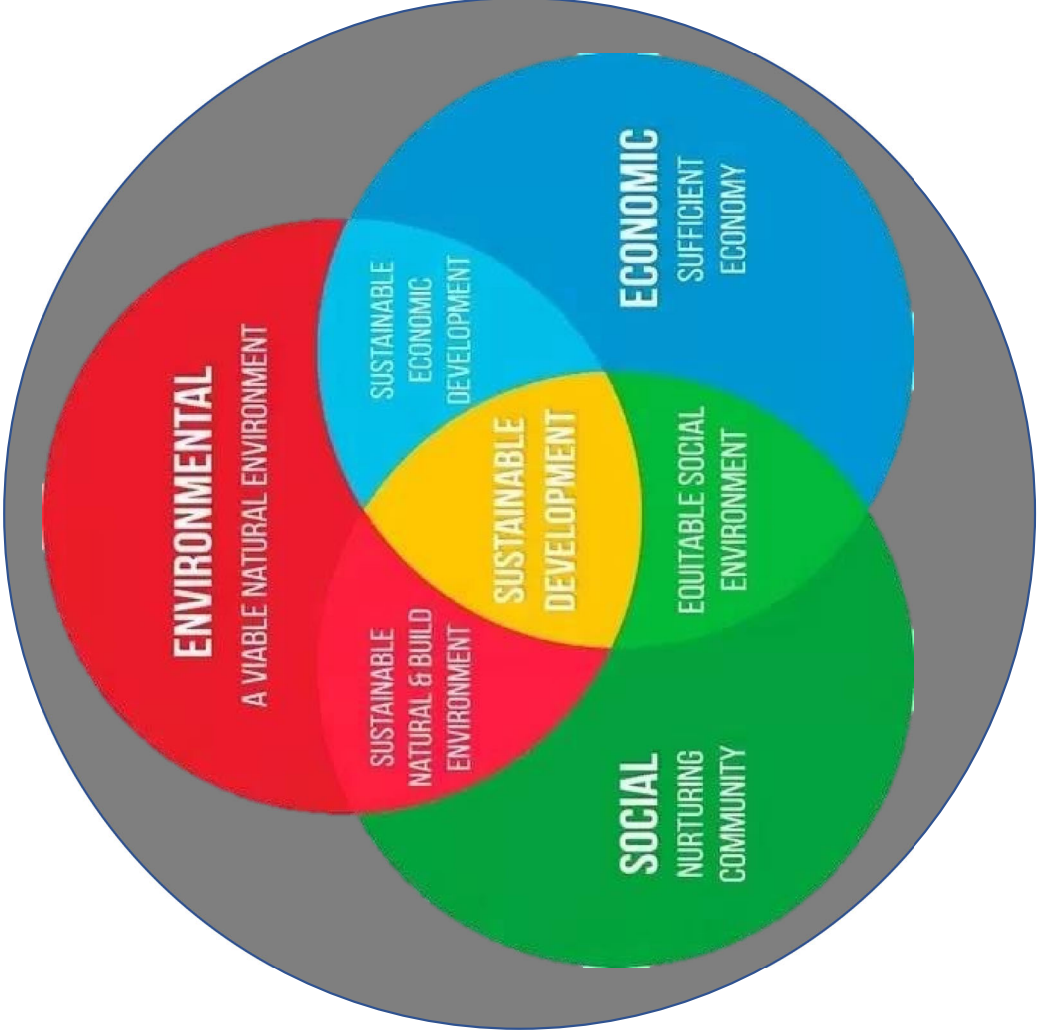 ENVIRONMENTAL
A VIABLE NATURAL ENVIRONMENT
SUSTAINABLE
NATURAL & BUILD
ENVIRONMENT
SUSTAINABLE
ECONOMIC
DEVELOPMENT
SUSTAINABLE
DEVELOPMENT
SOCIAL
NURTURING
COMMUNITY
EQUITABLE SOCIAL
ENVIRONMENT
ECONOMIC
SUFFICIENT
ECONOMY